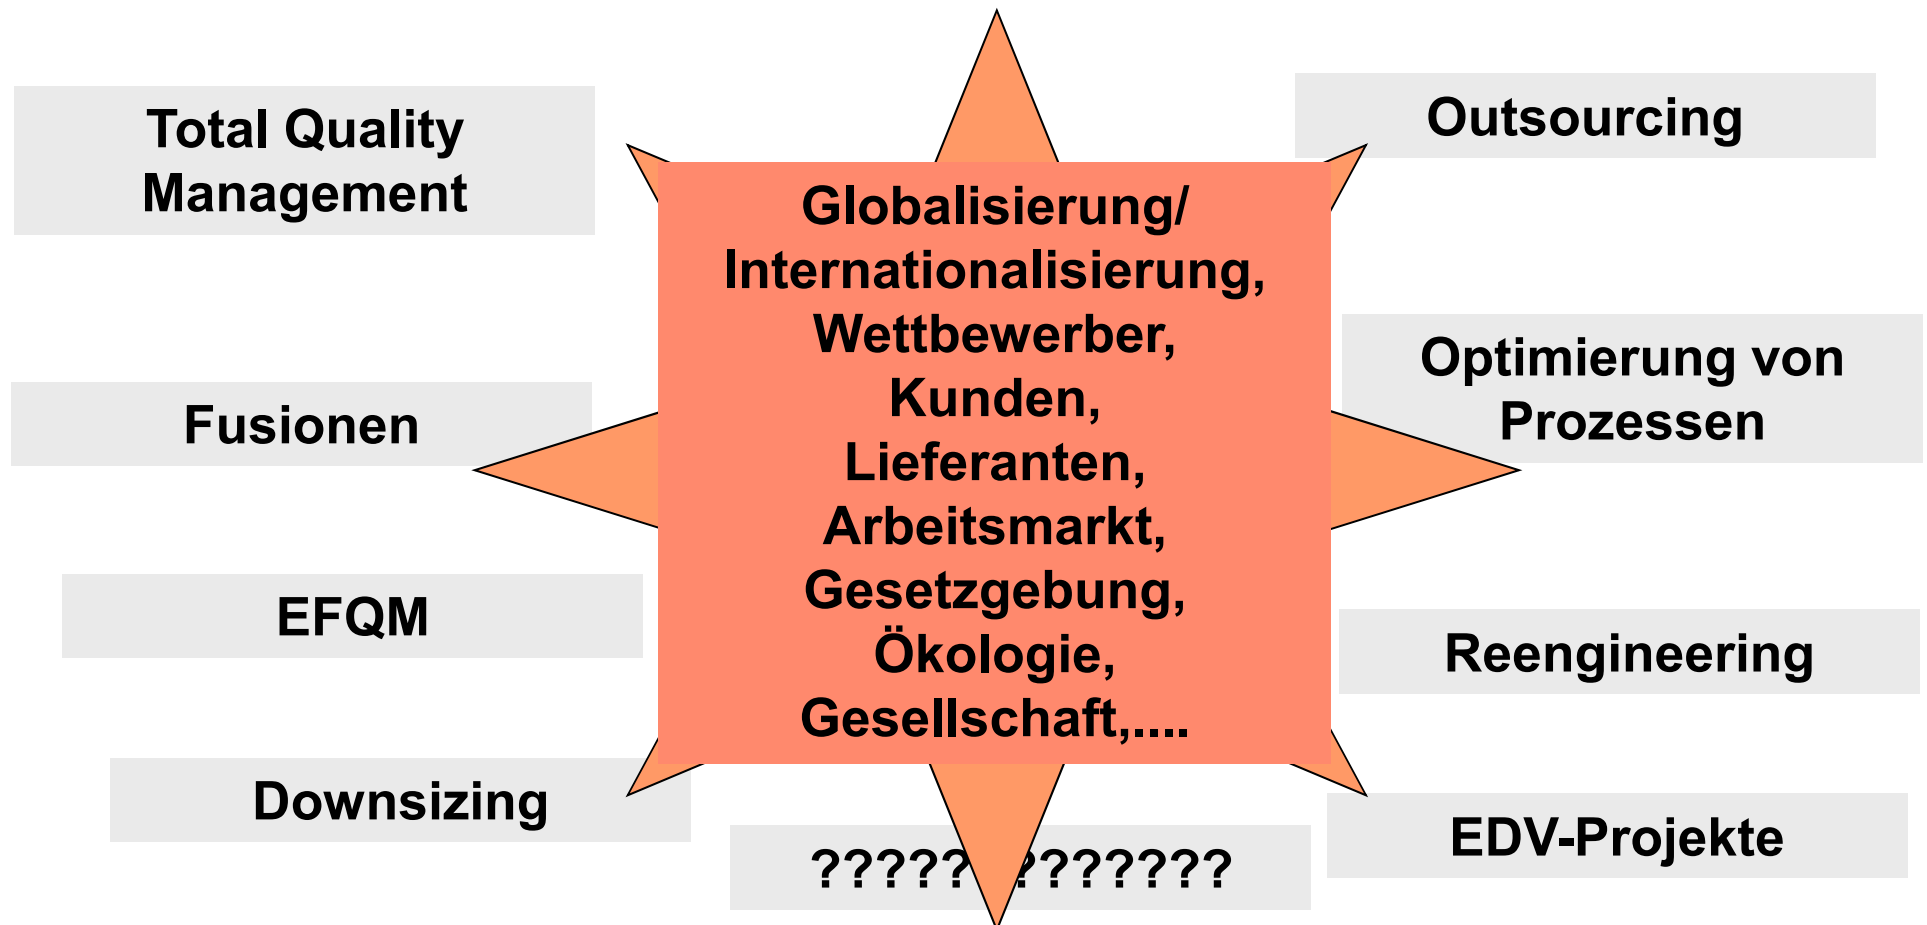 Total Quality
Management
Fusionen
EFQM
Downsizing
Globalisierung/
Internationalisierung,
Wettbewerber,
Kunden,
Lieferanten,
Arbeitsmarkt,
Gesetzgebung,
Ökologie,
Gesellschaft,....
????? ???????
Outsourcing
Optimierung von
Prozessen
Reengineering
EDV-Projekte